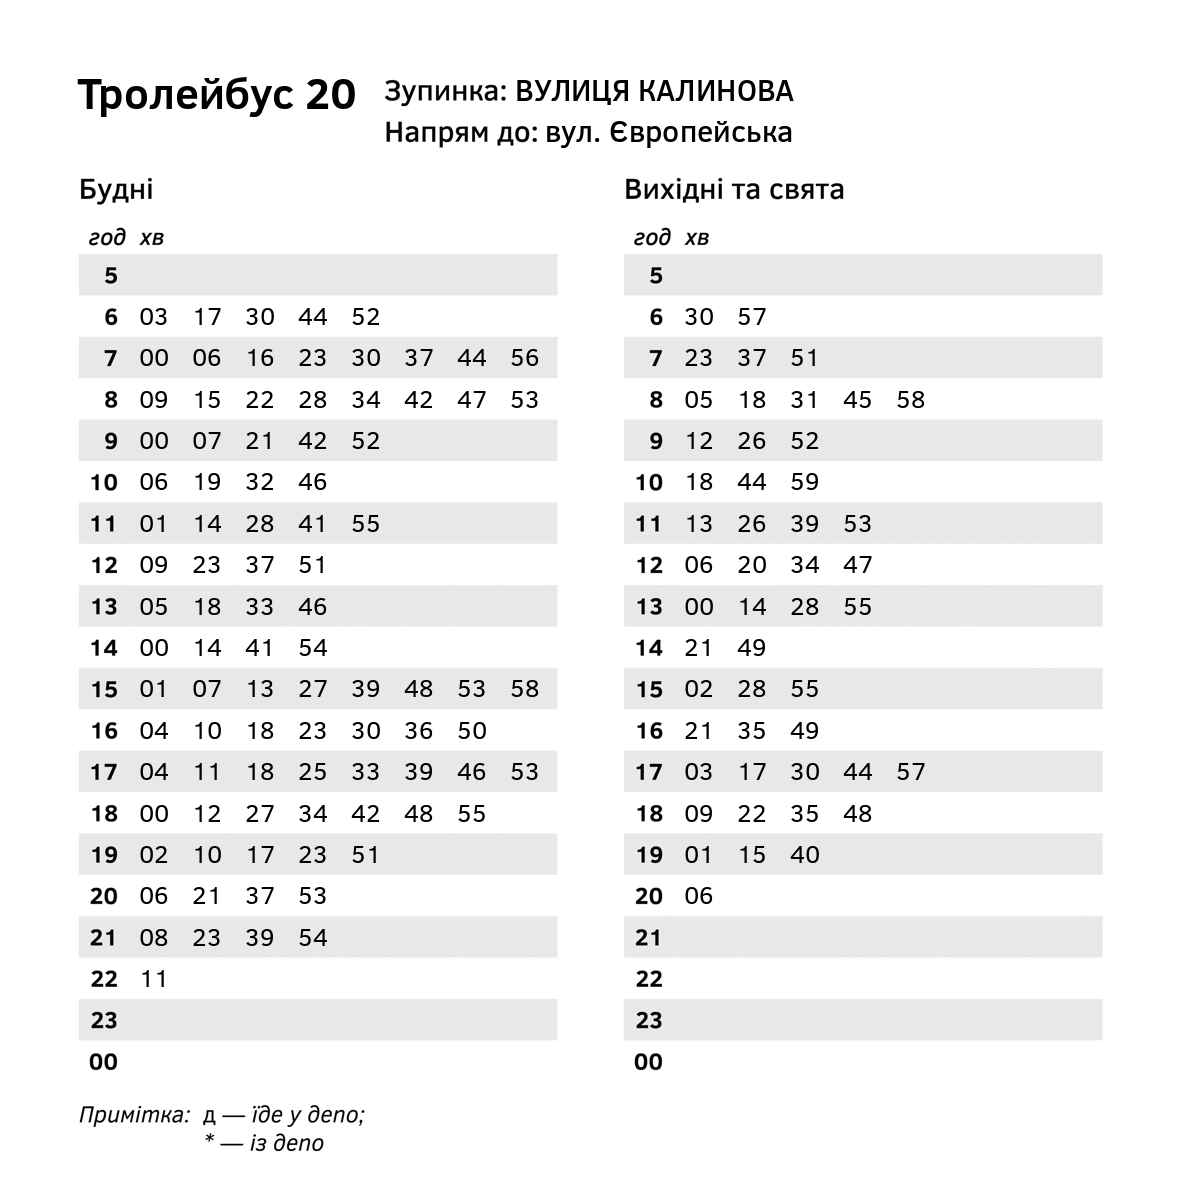 Тролейбус 20
Зупинка: ВУЛИЦЯ КАЛИНОВА
Напрям до: вул. Європейська
Будні
год хв
5
6 03 17 30 44 52
7 00 06 16 23 30 37 44 56
8 09 15 22 28 34 42 47 53
9 00 07 21 42 52
10 06 19 32 46
11 01 14 28 41 55
12 09 23 37 51
13 05 18 33 46
14 00 14 41 54
15 01 07 13 27 39 48 53 58
16 04 10 18 23 30 36 50
17 04 11 18 25 33 39 46 53
18 00 12 27 34 42 48 55
19 02 10 17 23 51
20 06 21 37 53
21 08 23 39 54
22 11
23
00
Вихідні та свята
год хв
5
6 30 57
7 23 37 51
8 05 18 31 45 58
9 12 26 52
10 18 44 59
11 13 26 39 53
12 06 20 34 47
13 00 14 28 55
14 21 49
15 02 28 55
16 21 35 49
17 03 17 30 44 57
18 09 22 35 48
19 01 15 40
20 06
21
22
23
00
Примітка: д — їде у депо;
* — із депо